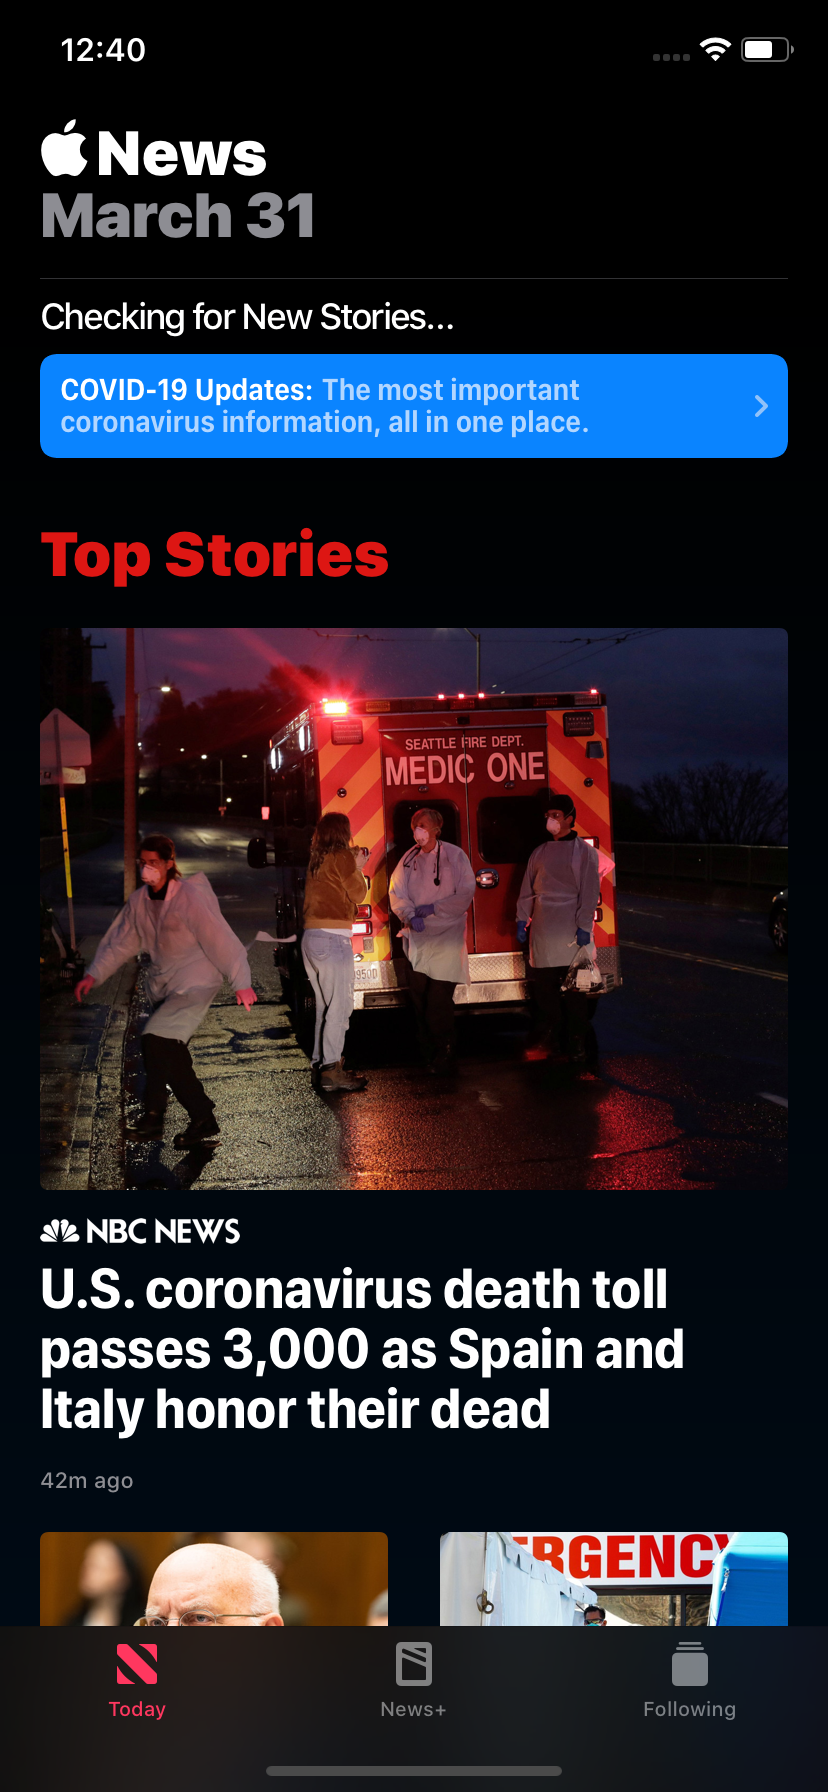 12:40
News
March 31
Checking for New Stories...
COVID-19 Updates: The most important
coronavirus information, all in one place.
Top Stories
SEATTLE FIRE DEPT.
MEDIC ONE
NBC NEWS
U.S. coronavirus death toll
passes 3,000 as Spain and
Italy honor their dead
42m ago
ERGENCY
Today
News+
Following